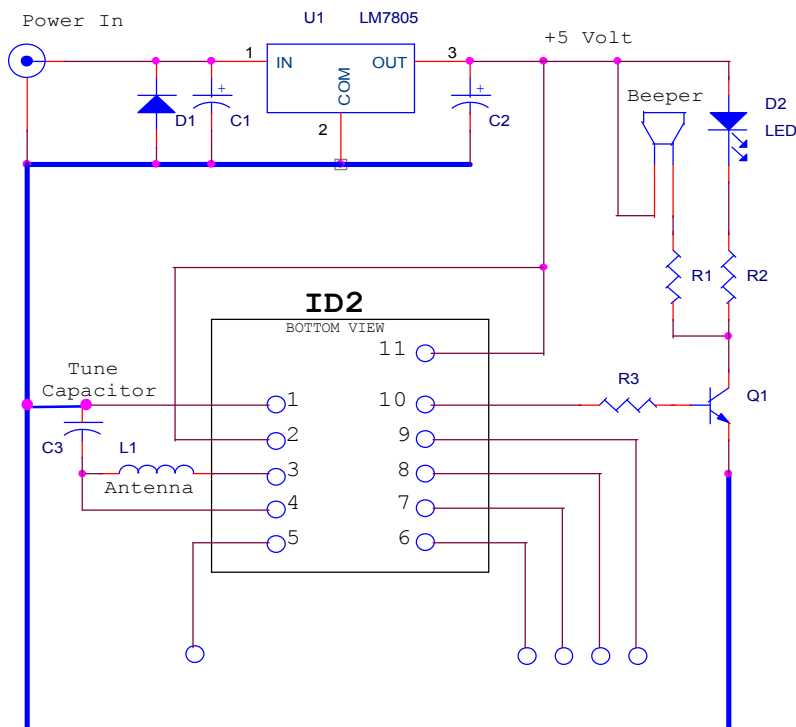 Power In
U1 LM7805
1 IN OUT 3
COM
2
+5 Volt
D1 C1 C2
Beeper
D2
LED
R1 R2
ID2
BOTTOM VIEW
11
Tune
Capacitor
1 10
R3
Q1
C3 L1
2 9
3 8
Antenna
4 7
5 6
+
+